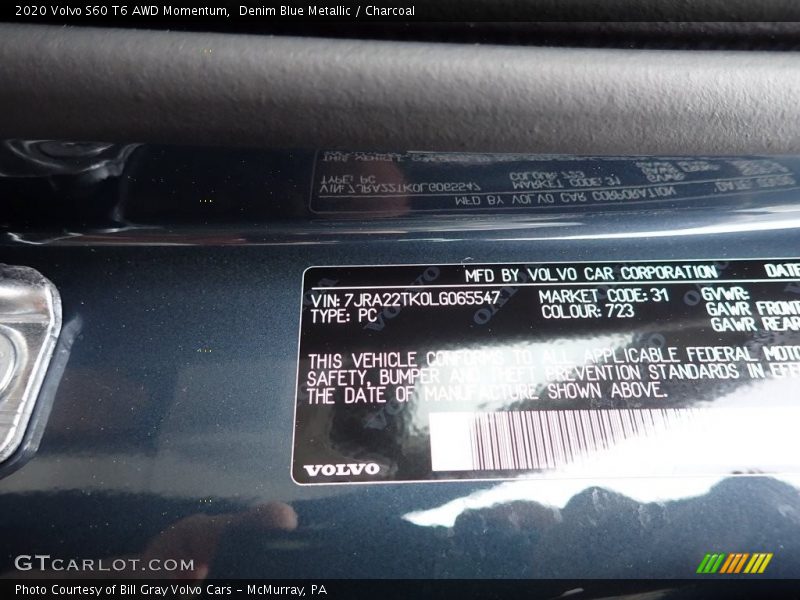 2020 Volvo S60 T6 AWD Momentum,  Denim Blue Metallic / Charcoal
MFD BY VOLVO CAR CORPORATION DATE
VIN: 7JRA22TK0LG065547 MARKET CODE: 31 GVWR:
TYPE: PC COLOUR: 723 GAWR FRONT
GAWR REAR
THIS VEHICLE CONFORMS TO ALL APPLICABLE FEDERAL MOTO
SAFETY, BUMPER AND THEFT PREVENTION STANDARDS IN EFFE
THE DATE OF MANUFACTURE SHOWN ABOVE.
VOLVO
GTCARLOT.COM
Photo Courtesy of Bill Gray Volvo Cars - McMurray, PA